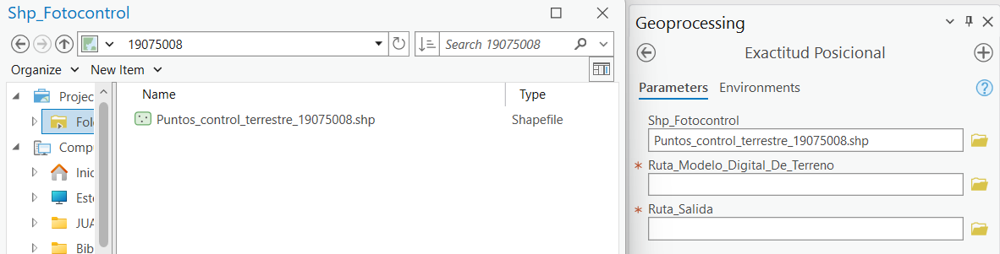 Shp_Fotocontrol
19075008
Search 19075008
Organize New Item
Name Type
Projec
Fol
Puntos_control_terrestre_19075008.shp Shapefile
Compu
Inic
Este
JUA
Bib
Geoprocessing
Exactitud Posicional
Parameters Environments
Shp_Fotocontrol
Puntos_control_terrestre_19075008.shp
* Ruta_Modelo_Digital_De_Terreno
* Ruta_Salida